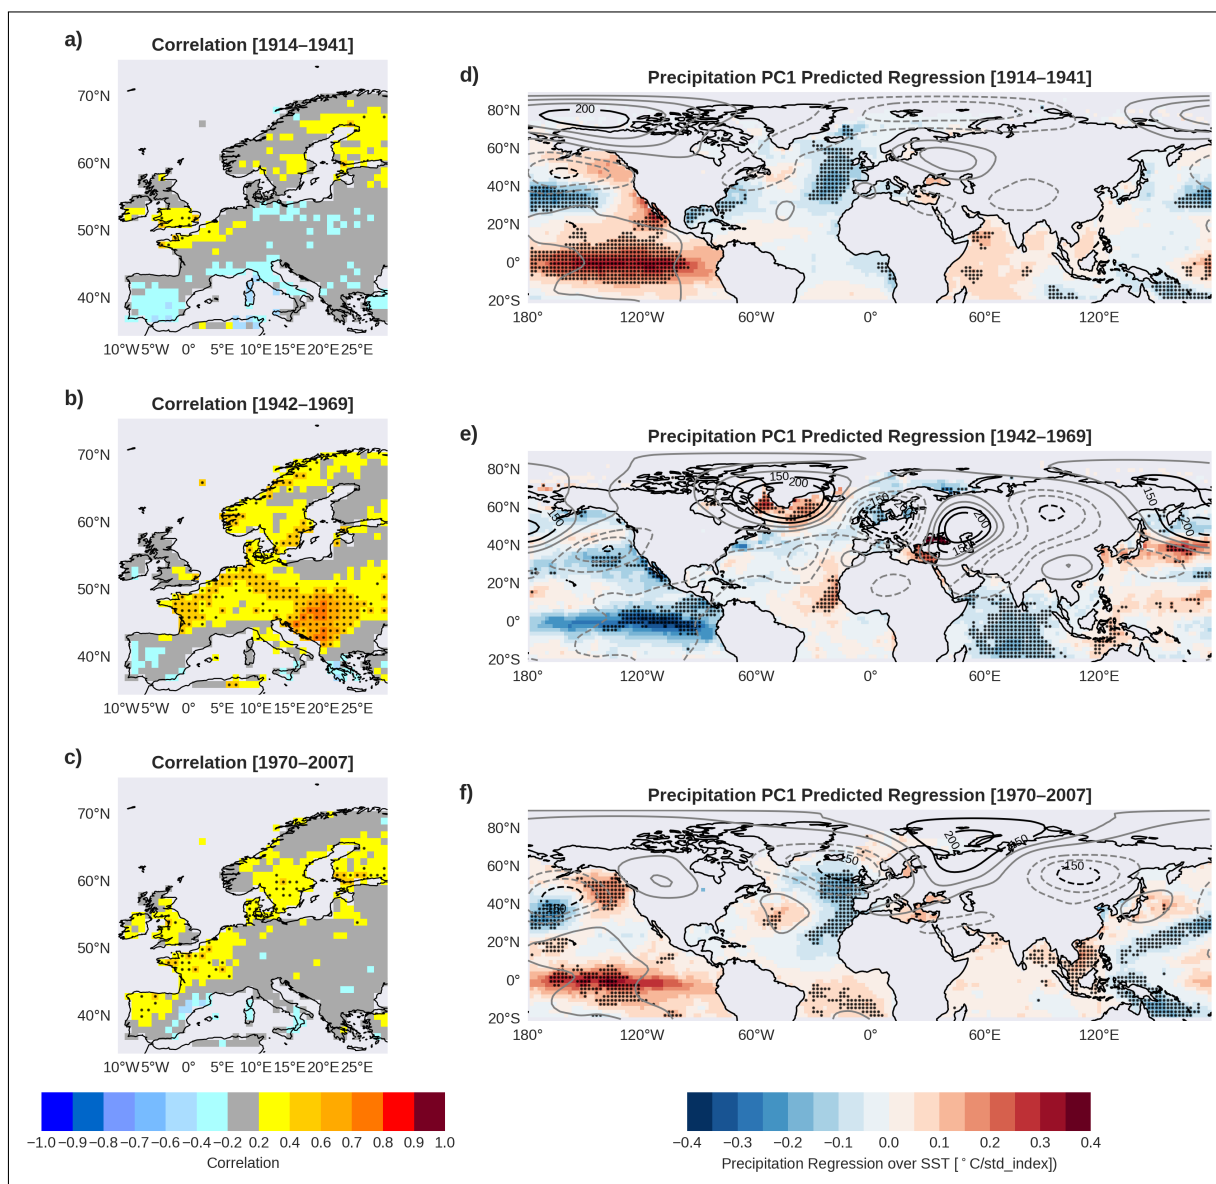 a)
Correlation [1914–1941]
70°N
60°N
50°N
40°N
10°W 5°W 0° 5°E 10°E 15°E 20°E 25°E
d)
Precipitation PC1 Predicted Regression [1914–1941]
80°N
60°N
40°N
20°N
0°
20°S
180° 120°W 60°W 0° 60°E 120°E
200
b)
Correlation [1942–1969]
70°N
60°N
50°N
40°N
10°W 5°W 0° 5°E 10°E 15°E 20°E 25°E
e)
Precipitation PC1 Predicted Regression [1942–1969]
80°N
60°N
40°N
20°N
0°
20°S
180° 120°W 60°W 0° 60°E 120°E
150
200
150
200
150
150
200
c)
Correlation [1970–2007]
70°N
60°N
50°N
40°N
10°W 5°W 0° 5°E 10°E 15°E 20°E 25°E
f)
Precipitation PC1 Predicted Regression [1970–2007]
80°N
60°N
40°N
20°N
0°
20°S
180° 120°W 60°W 0° 60°E 120°E
-150
200
150
-150
−1.0 −0.9 −0.8 −0.7 −0.6 −0.4 −0.2 0.2 0.4 0.6 0.7 0.8 0.9 1.0
Correlation
−0.4 −0.3 −0.2 −0.1 0.0 0.1 0.2 0.3 0.4
Precipitation Regression over SST [°C/std_index])